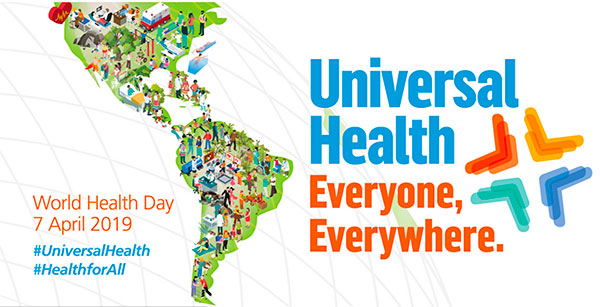 World Health Day
7 April 2019
#UniversalHealth
#HealthforAll
Universal
Health
Everyone,
Everywhere.